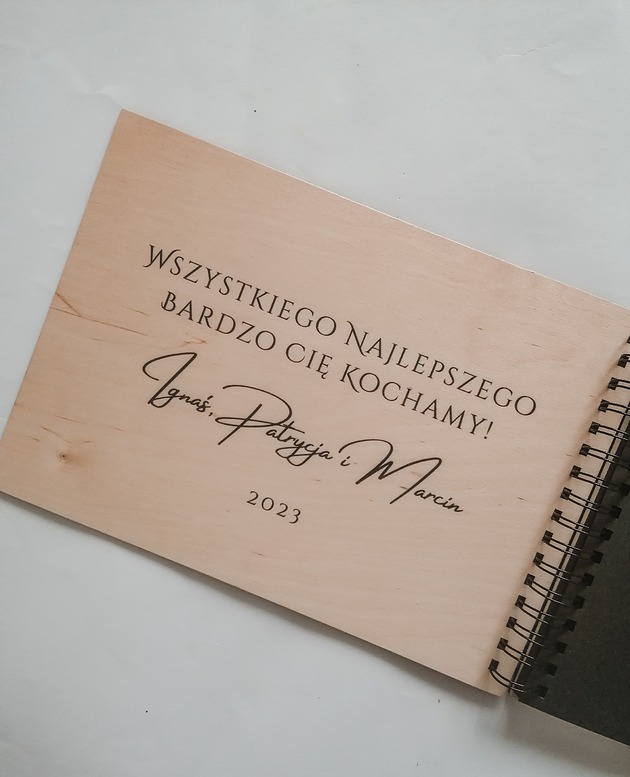 Wszystkiego Najlepszego
Bardzo Cię Kochamy!
Ignaś, Patrycja i Marcin
2023